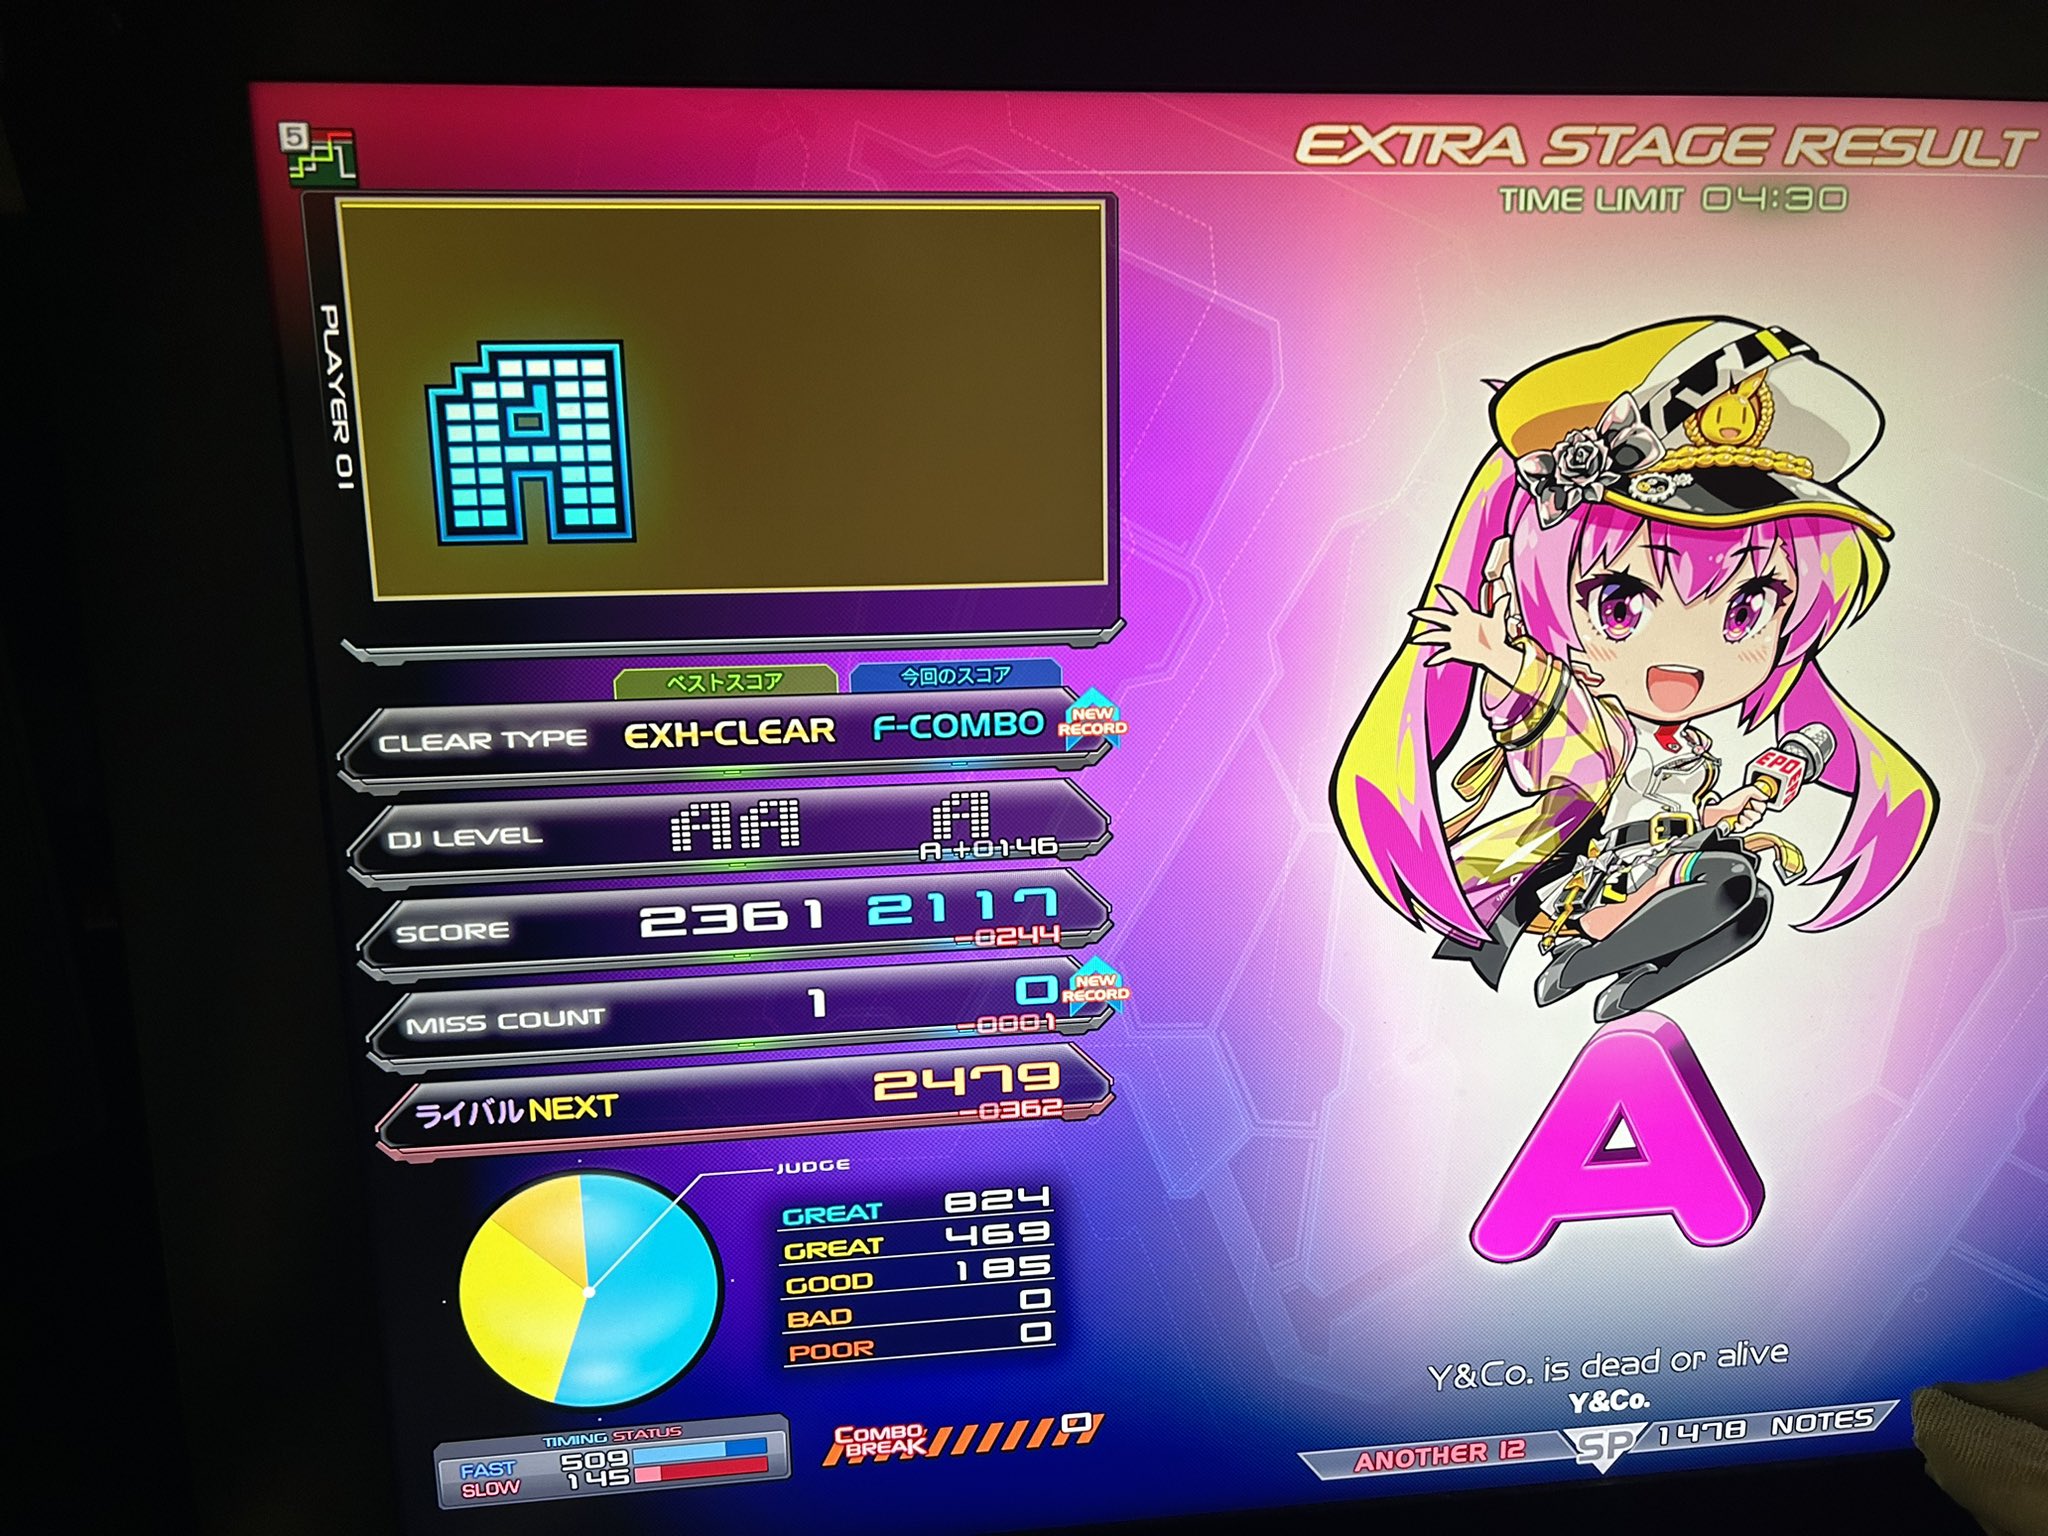 5
EXTRA STAGE RESULT
TIME LIMIT 04:30
PLAYER 01
A
ベストスコア 今回のスコア
CLEAR TYPE EXH-CLEAR F-COMBO NEW RECORD
DJ LEVEL AA A
A +0146
SCORE 2361 2117
-0244
MISS COUNT 1 0 NEW RECORD
-0001
ライバルNEXT 2479
-0362
JUDGE
GREAT 824
GREAT 469
GOOD 185
BAD 0
POOR 0
TIMING STATUS
FAST 509
SLOW 145
COMBO BREAK 0
A
Y&Co. is dead or alive
Y&Co.
ANOTHER 12 SP 1478 NOTES